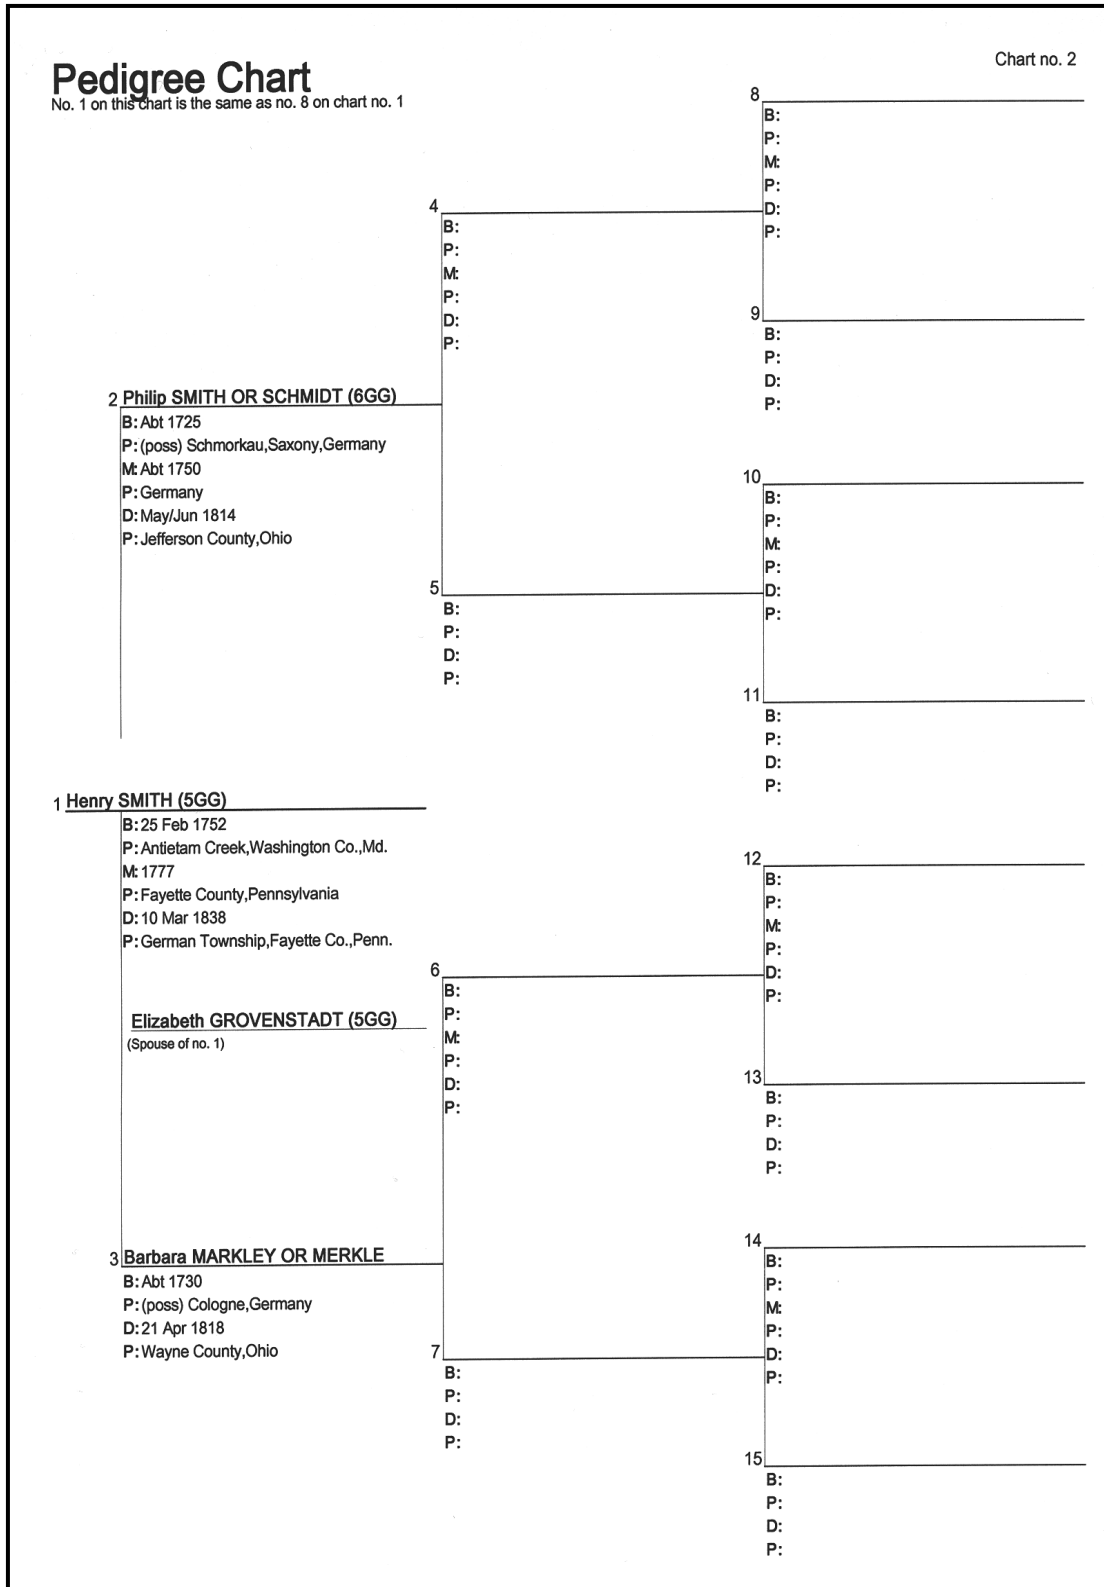 Pedigree Chart
Chart no. 2
No. 1 on this chart is the same as no. 8 on chart no. 1
8
B:
P:
M:
P:
D:
P:
4
B:
P:
M:
P:
D:
P:
9
B:
P:
D:
P:
2 Philip SMITH OR SCHMIDT (6GG)
B: Abt 1725
P: (poss) Schmorkau,Saxony,Germany
M: Abt 1750
P: Germany
D: May/Jun 1814
P: Jefferson County,Ohio
10
B:
P:
M:
P:
D:
P:
5
B:
P:
D:
P:
11
B:
P:
D:
P:
1 Henry SMITH (5GG)
B: 25 Feb 1752
P: Antietam Creek,Washington Co.,Md.
M: 1777
P: Fayette County,Pennsylvania
D: 10 Mar 1838
P: German Township,Fayette Co.,Penn.
12
B:
P:
M:
P:
D:
P:
6
B:
P:
M:
P:
D:
P:
Elizabeth GROVENSTADT (5GG)
(Spouse of no. 1)
13
B:
P:
D:
P:
3 Barbara MARKLEY OR MERKLE
B: Abt 1730
P: (poss) Cologne,Germany
D: 21 Apr 1818
P: Wayne County,Ohio
14
B:
P:
M:
P:
D:
P:
7
B:
P:
D:
P:
15
B:
P:
D:
P: